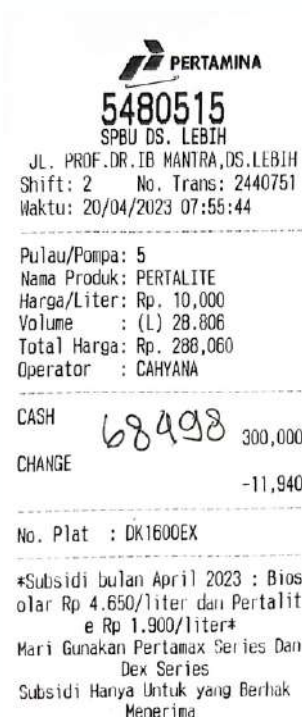 PERTAMINA
5480515
SPBU DS. LEBIH
JL. PROF.DR.IB MANTRA,DS.LEBIH
Shift: 2 No. Trans: 2440751
Waktu: 20/04/2023 07:55:44
Pulau/Pompa: 5
Nama Produk: PERTALITE
Harga/Liter: Rp. 10,000
Volume : (L) 28.806
Total Harga: Rp. 288,060
Operator : CAHYANA
CASH 68498 300,000
CHANGE
-11,940
No. Plat : DK1600EX
*Subsidi bulan April 2023 : Bios
olar Rp 4.650/liter dan Pertalit
e Rp 1.900/liter*
Mari Gunakan Pertamax Series Dan
Dex Series
Subsidi Hanya Untuk yang Berhak
Menerima